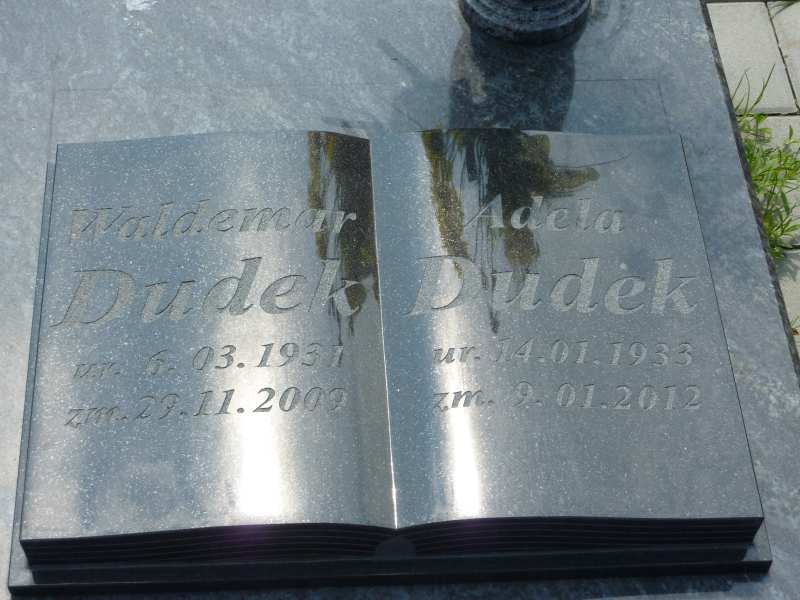 Waldemar
Dudek
ur. 6. 03. 1931
zm. 29. 11. 2009
Adela
Dudek
ur. 14. 01. 1933
zm. 9. 01. 2012